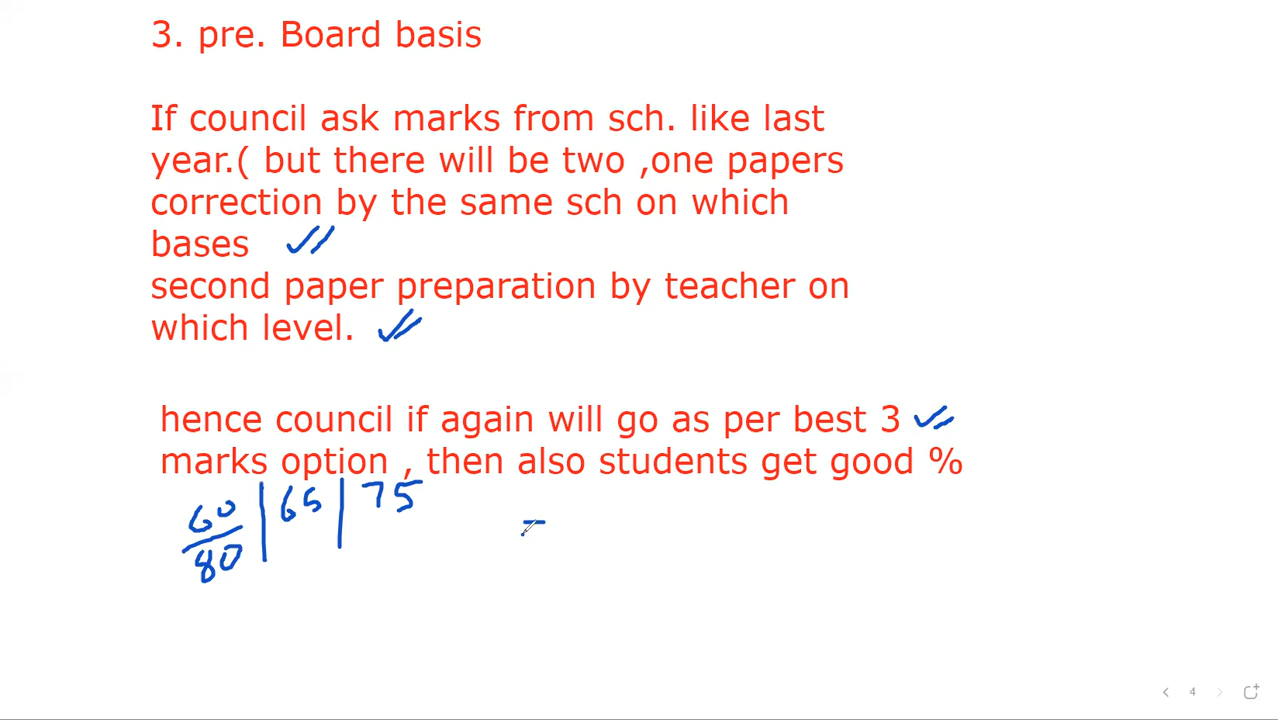 3. pre. Board basis
If council ask marks from sch. like last
year.( but there will be two ,one papers
correction by the same sch on which
bases
second paper preparation by teacher on
which level.
hence council if again will go as per best 3
marks option , then also students get good %
60 | 65 | 75
80
4